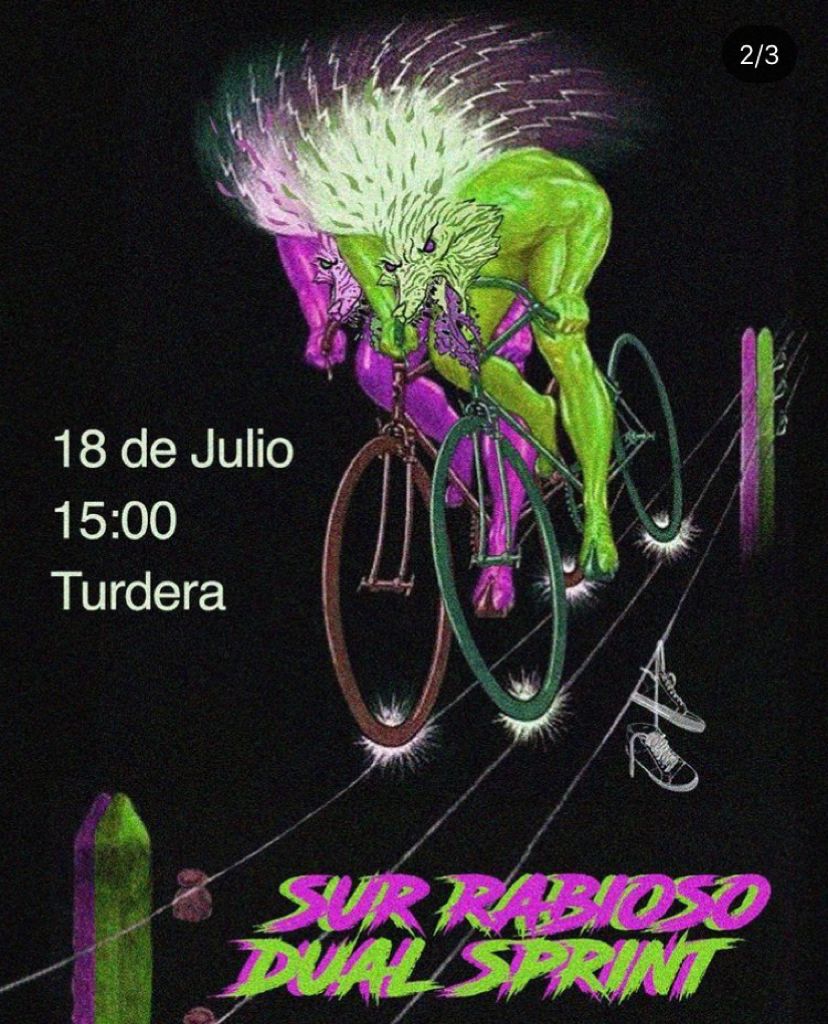 2/3
18 de Julio
15:00
Turdera
SUR RABIOSO
DUAL SPRINT